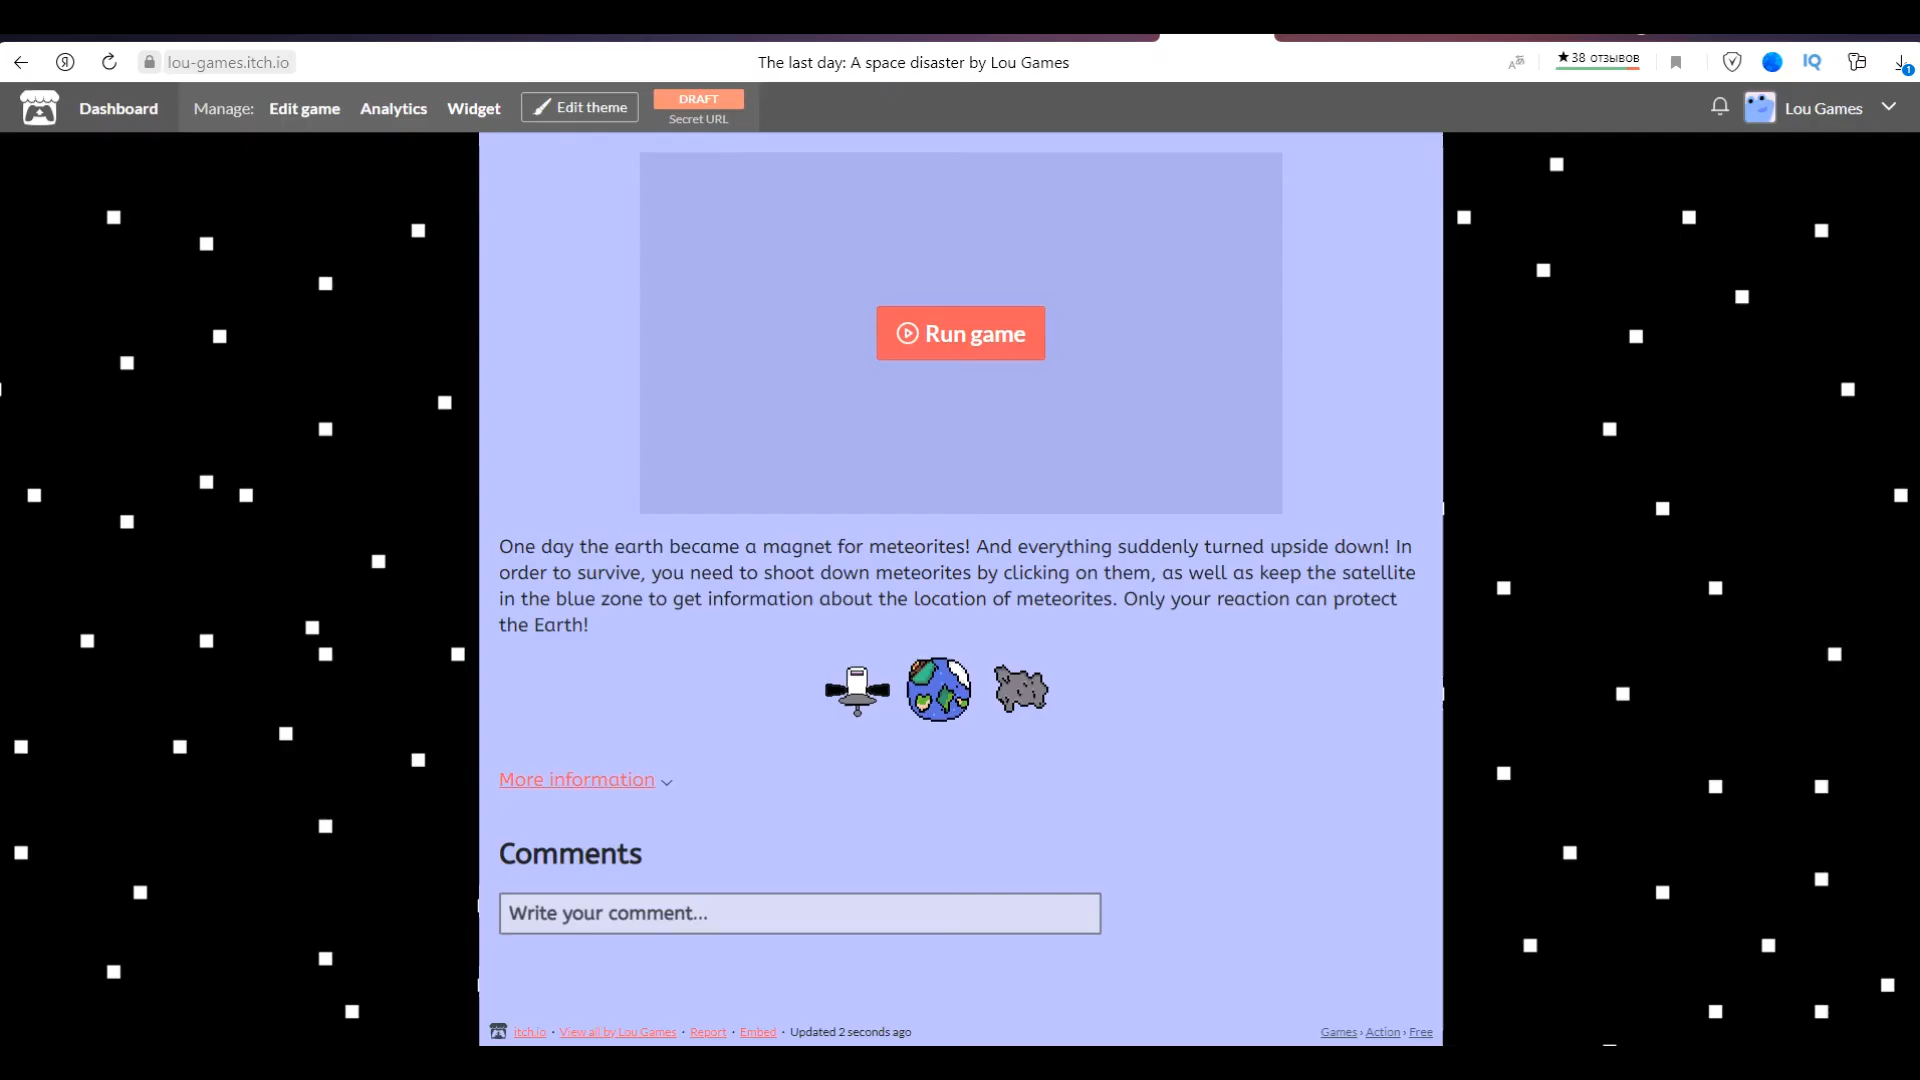 lou-games.itch.io
The last day: A space disaster by Lou Games
★38 отзывов
Dashboard
Manage:
Edit game
Analytics
Widget
Edit theme
DRAFT
Secret URL
Lou Games
Run game
One day the earth became a magnet for meteorites! And everything suddenly turned upside down! In
order to survive, you need to shoot down meteorites by clicking on them, as well as keep the satellite
in the blue zone to get information about the location of meteorites. Only your reaction can protect
the Earth!
More information
Comments
Write your comment...
itch.io · View all by Lou Games · Report · Embed · Updated 2 seconds ago
Games › Action › Free